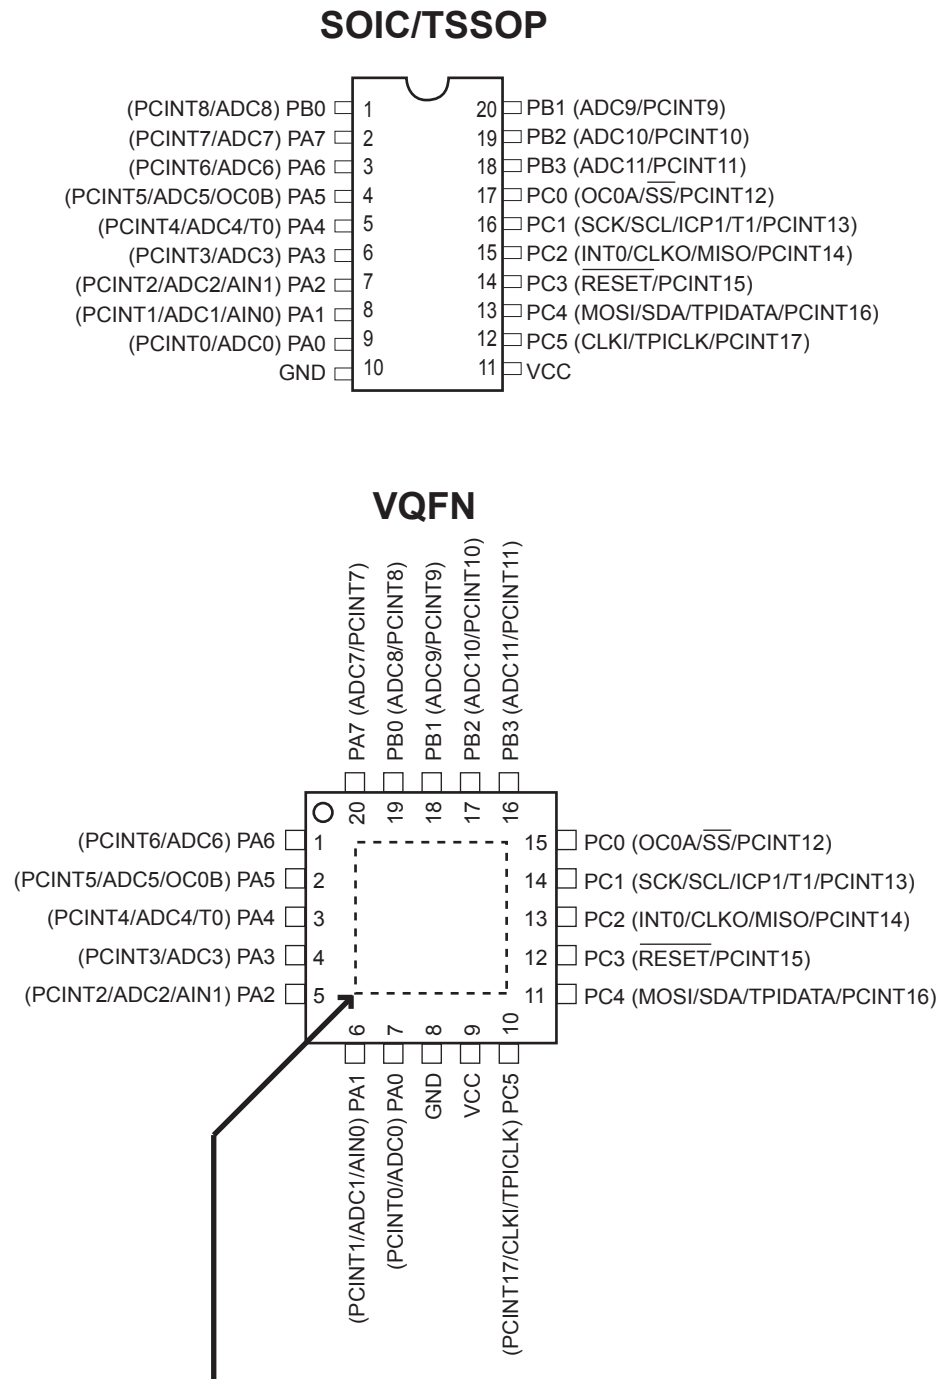 SOIC/TSSOP
(PCINT8/ADC8) PB0 1 20 PB1 (ADC9/PCINT9)
(PCINT7/ADC7) PA7 2 19 PB2 (ADC10/PCINT10)
(PCINT6/ADC6) PA6 3 18 PB3 (ADC11/PCINT11)
(PCINT5/ADC5/OC0B) PA5 4 17 PC0 (OC0A/SS/PCINT12)
(PCINT4/ADC4/T0) PA4 5 16 PC1 (SCK/SCL/ICP1/T1/PCINT13)
(PCINT3/ADC3) PA3 6 15 PC2 (INT0/CLKO/MISO/PCINT14)
(PCINT2/ADC2/AIN1) PA2 7 14 PC3 (RESET/PCINT15)
(PCINT1/ADC1/AIN0) PA1 8 13 PC4 (MOSI/SDA/TPIDATA/PCINT16)
(PCINT0/ADC0) PA0 9 12 PC5 (CLKI/TPICLK/PCINT17)
GND 10 11 VCC
VQFN
PA7 (ADC7/PCINT7)
PB0 (ADC8/PCINT8)
PB1 (ADC9/PCINT9)
PB2 (ADC10/PCINT10)
PB3 (ADC11/PCINT11)
20 19 18 17 16
(PCINT6/ADC6) PA6 1 15 PC0 (OC0A/SS/PCINT12)
(PCINT5/ADC5/OC0B) PA5 2 14 PC1 (SCK/SCL/ICP1/T1/PCINT13)
(PCINT4/ADC4/T0) PA4 3 13 PC2 (INT0/CLKO/MISO/PCINT14)
(PCINT3/ADC3) PA3 4 12 PC3 (RESET/PCINT15)
(PCINT2/ADC2/AIN1) PA2 5 11 PC4 (MOSI/SDA/TPIDATA/PCINT16)
6 7 8 9 10
(PCINT1/ADC1/AIN0) PA1
(PCINT0/ADC0) PA0
GND
VCC
(PCINT17/CLKI/TPICLK) PC5